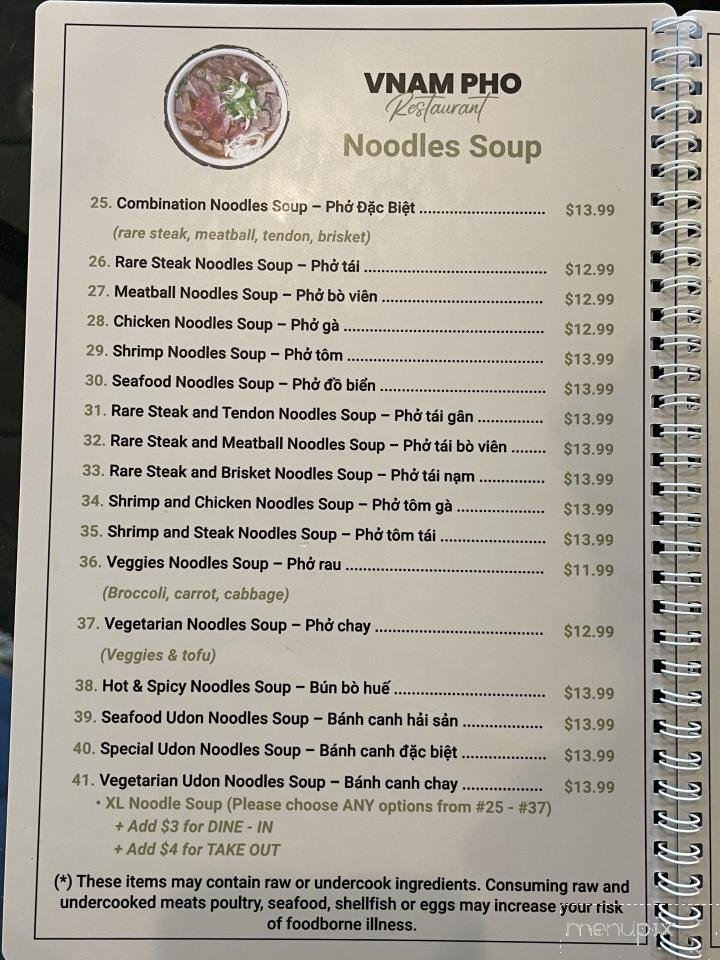 VNAM PHO
Restaurant
Noodles Soup
25. Combination Noodles Soup – Phở Đặc Biệt ............................ $13.99
(rare steak, meatball, tendon, brisket)
26. Rare Steak Noodles Soup – Phở tái ........................................ $12.99
27. Meatball Noodles Soup – Phở bò viên .................................... $12.99
28. Chicken Noodles Soup – Phở gà ............................................ $12.99
29. Shrimp Noodles Soup – Phở tôm ........................................... $13.99
30. Seafood Noodles Soup – Phở đồ biển .................................... $13.99
31. Rare Steak and Tendon Noodles Soup – Phở tái gân .............. $13.99
32. Rare Steak and Meatball Noodles Soup – Phở tái bò viên ........ $13.99
33. Rare Steak and Brisket Noodles Soup – Phở tái nạm .............. $13.99
34. Shrimp and Chicken Noodles Soup – Phở tôm gà ................... $13.99
35. Shrimp and Steak Noodles Soup – Phở tôm tái ....................... $13.99
36. Veggies Noodles Soup – Phở rau ............................................ $11.99
(Broccoli, carrot, cabbage)
37. Vegetarian Noodles Soup – Phở chay ..................................... $12.99
(Veggies & tofu)
38. Hot & Spicy Noodles Soup – Bún bò huế ................................. $13.99
39. Seafood Udon Noodles Soup – Bánh canh hải sản .................. $13.99
40. Special Udon Noodles Soup – Bánh canh đặc biệt ................... $13.99
41. Vegetarian Udon Noodles Soup – Bánh canh chay .................. $13.99
• XL Noodle Soup (Please choose ANY options from #25 - #37)
+ Add $3 for DINE - IN
+ Add $4 for TAKE OUT
(*) These items may contain raw or undercook ingredients. Consuming raw and
undercooked meats poultry, seafood, shellfish or eggs may increase your risk
of foodborne illness.
menupix